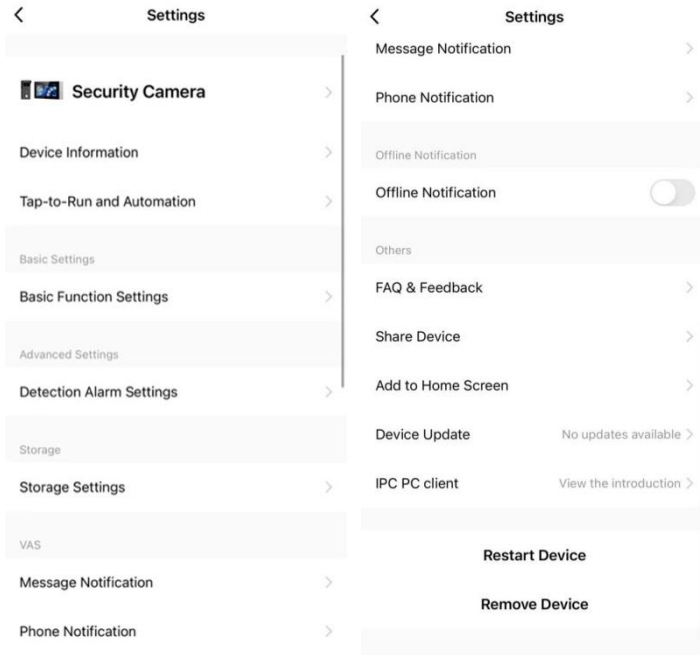 Settings
Security Camera
Device Information
Tap-to-Run and Automation
Basic Settings
Basic Function Settings
Advanced Settings
Detection Alarm Settings
Storage
Storage Settings
VAS
Message Notification
Phone Notification
Settings
Message Notification
Phone Notification
Offline Notification
Offline Notification
Others
FAQ & Feedback
Share Device
Add to Home Screen
Device Update No updates available
IPC PC client View the introduction
Restart Device
Remove Device